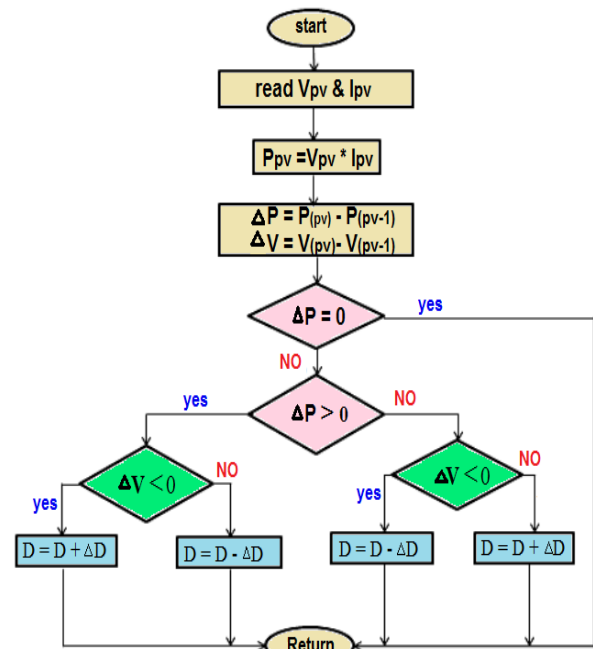 start
read Vpv & Ipv
Ppv =Vpv * Ipv
ΔP = P(pv) - P(pv-1)
ΔV = V(pv)- V(pv-1)
ΔP = 0
yes
NO
ΔP > 0
yes
NO
ΔV <0
NO
yes
ΔV <0
NO
yes
D = D + ΔD
D = D - ΔD
D = D - ΔD
D = D + ΔD
Return